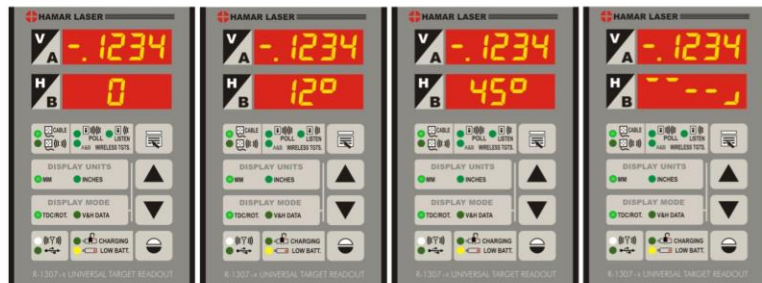 HAMAR LASER
V A -.1234
H B 0
CABLE POLL LISTEN
A&B WIRELESS TGTS.
DISPLAY UNITS
MM INCHES
DISPLAY MODE
TDC/ROT. V&H DATA
CHARGING
LOW BATT.
UNIVERSAL TARGET READOUT
HAMAR LASER
V A -.1234
H B 12°
CABLE POLL LISTEN
A&B WIRELESS TGTS.
DISPLAY UNITS
MM INCHES
DISPLAY MODE
TDC/ROT. V&H DATA
CHARGING
LOW BATT.
UNIVERSAL TARGET READOUT
HAMAR LASER
V A -.1234
H B 45°
CABLE POLL LISTEN
A&B WIRELESS TGTS.
DISPLAY UNITS
MM INCHES
DISPLAY MODE
TDC/ROT. V&H DATA
CHARGING
LOW BATT.
UNIVERSAL TARGET READOUT
HAMAR LASER
V A -.1234
H B
CABLE POLL LISTEN
A&B WIRELESS TGTS.
DISPLAY UNITS
MM INCHES
DISPLAY MODE
TDC/ROT. V&H DATA
CHARGING
LOW BATT.
UNIVERSAL TARGET READOUT